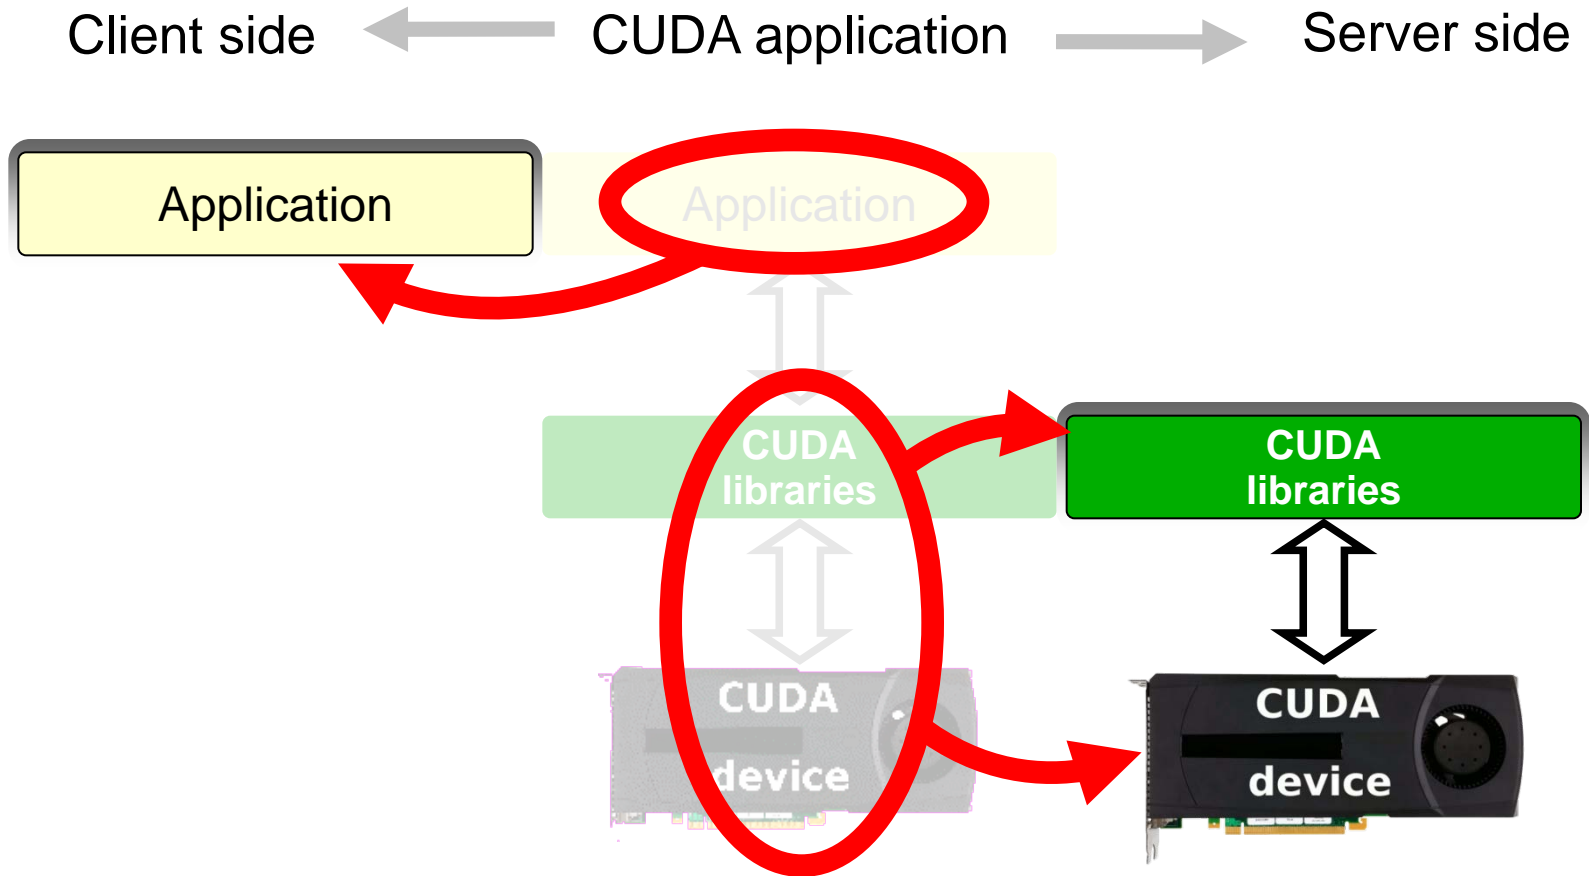 Client side
CUDA application
Server side
Application
Application
CUDA
libraries
CUDA
libraries
CUDA
device
CUDA
device